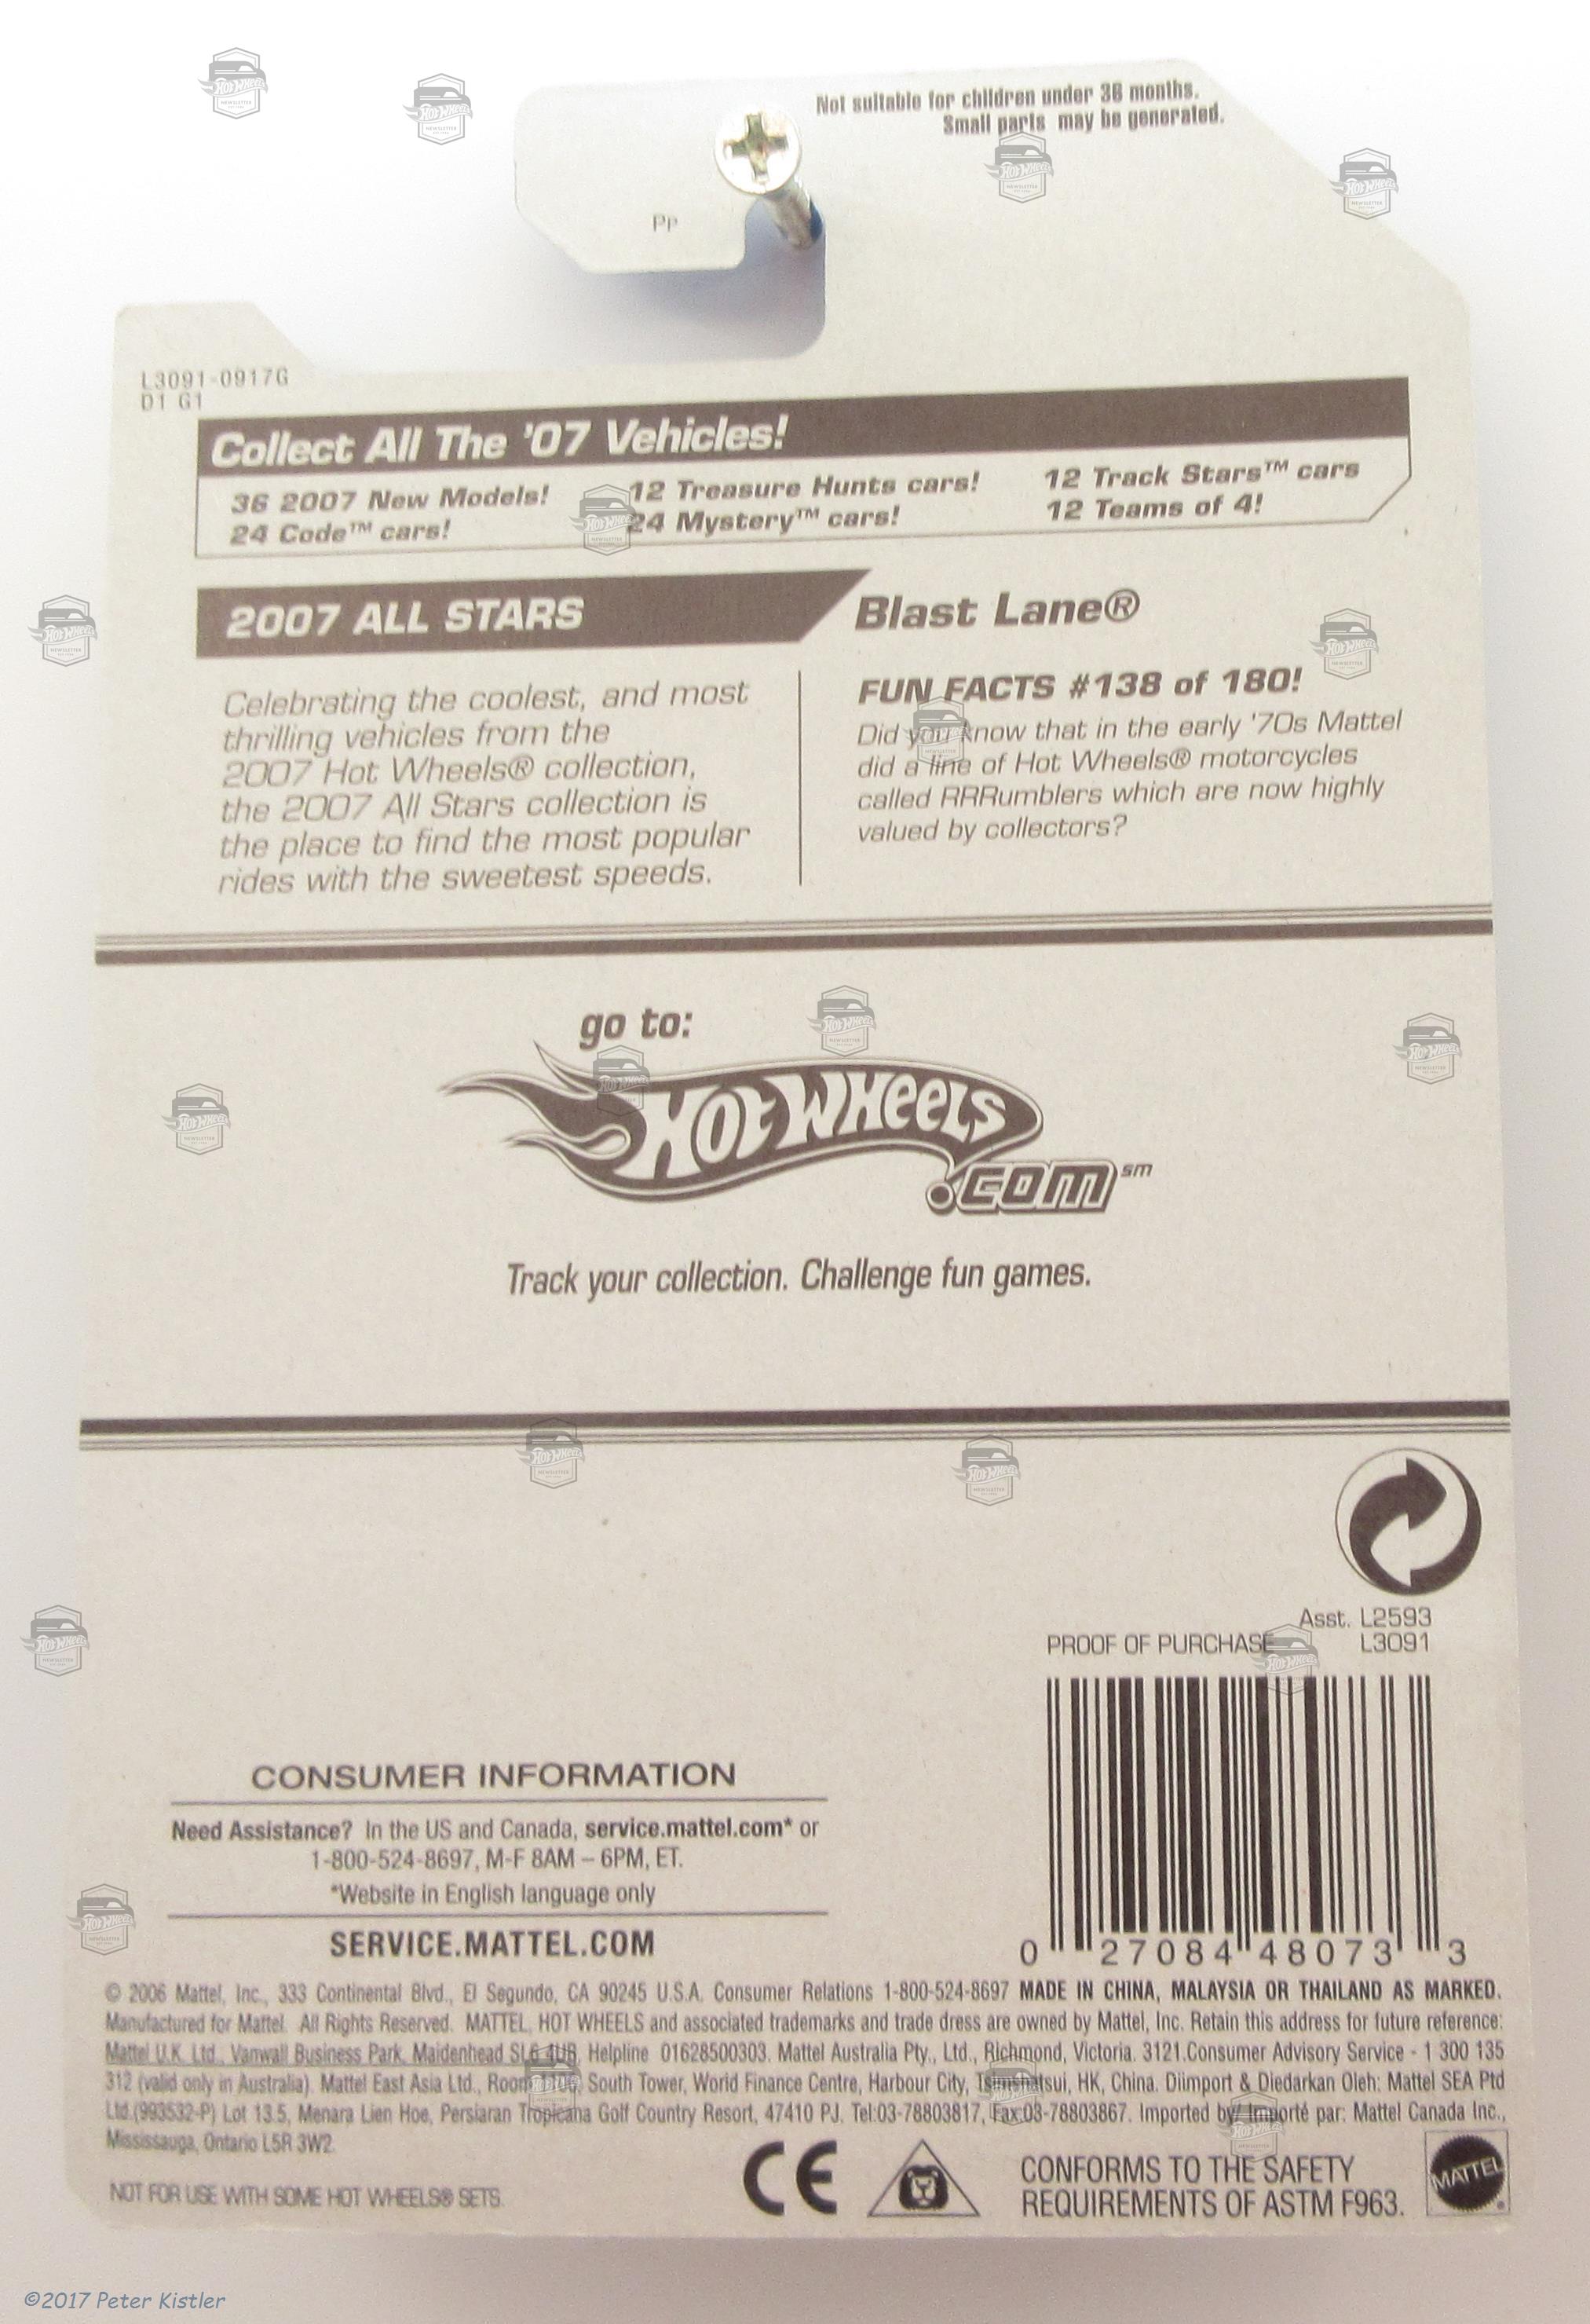 Not suitable for children under 36 months.
Small parts may be generated.
Pp
L3091-0917G
D1 G1
Collect All The '07 Vehicles!
36 2007 New Models!
24 Code™ cars!
12 Treasure Hunts cars!
24 Mystery™ cars!
12 Track Stars™ cars
12 Teams of 4!
2007 ALL STARS
Celebrating the coolest, and most
thrilling vehicles from the
2007 Hot Wheels® collection,
the 2007 All Stars collection is
the place to find the most popular
rides with the sweetest speeds.
Blast Lane®
FUN FACTS #138 of 180!
Did you know that in the early '70s Mattel
did a line of Hot Wheels® motorcycles
called RRRumblers which are now highly
valued by collectors?
go to:
HOT WHEELS
.com sm
Track your collection. Challenge fun games.
Asst. L2593
PROOF OF PURCHASE L3091
0 27084 48073 3
CONSUMER INFORMATION
Need Assistance? In the US and Canada, service.mattel.com* or
1-800-524-8697, M-F 8AM – 6PM, ET.
*Website in English language only
SERVICE.MATTEL.COM
© 2006 Mattel, Inc., 333 Continental Blvd., El Segundo, CA 90245 U.S.A. Consumer Relations 1-800-524-8697 MADE IN CHINA, MALAYSIA OR THAILAND AS MARKED.
Manufactured for Mattel. All Rights Reserved. MATTEL, HOT WHEELS and associated trademarks and trade dress are owned by Mattel, Inc. Retain this address for future reference:
Mattel U.K. Ltd., Vanwall Business Park, Maidenhead SL6 4UB. Helpline 01628500303. Mattel Australia Pty., Ltd., Richmond, Victoria. 3121.Consumer Advisory Service - 1 300 135
312 (valid only in Australia). Mattel East Asia Ltd., Room South Tower, World Finance Centre, Harbour City, Tsimshatsui, HK, China. Diimport & Diedarkan Oleh: Mattel SEA Ptd
Ltd.(993532-P) Lot 13.5, Menara Lien Hoe, Persiaran Tropicana Golf Country Resort, 47410 PJ. Tel:03-78803817, Fax:03-78803867. Imported by/ Importé par: Mattel Canada Inc.,
Mississauga, Ontario L5R 3W2.
NOT FOR USE WITH SOME HOT WHEELS® SETS.
CE
CONFORMS TO THE SAFETY
REQUIREMENTS OF ASTM F963.
MATTEL
©2017 Peter Kistler